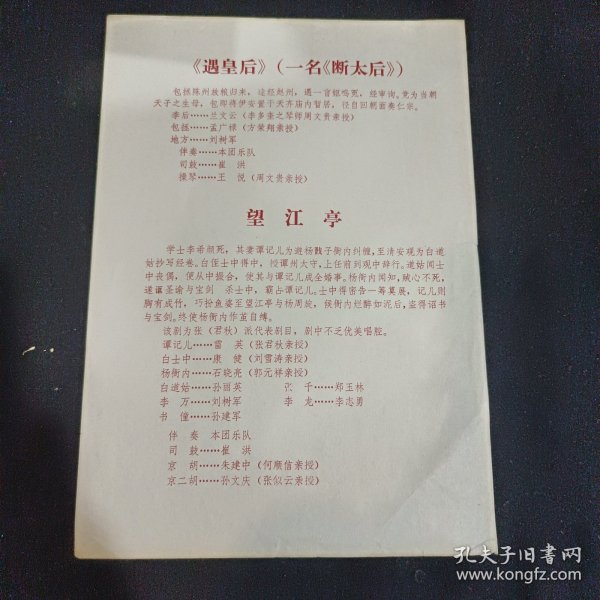 《遇皇后》（一名《断太后》）
包拯陈州放粮归来，途经赵州，遇一盲妪鸣冤，经审询，竟为当朝
天子之生母，包即将伊安置于天齐庙内暂居，径自回朝面奏仁宗。
李后……兰文云（李多奎之琴师周文贵亲授）
包拯……孟广禄（方荣翔亲授）
地方……刘树军
伴奏……本团乐队
司鼓……崔　洪
操琴……王　悦（周文贵亲授）
望江亭
学士李希颜死，其妻谭记儿为避杨戬子衙内纠缠，至清安观为白道
姑抄写经卷。白侄士中得中，授谭州太守，上任前到观中辞行。道姑闻士
中丧偶，便从中撮合，使其与谭记儿成全婚事。杨衙内闻知，贼心不死，
遂诓圣谕与宝剑　杀士中，霸占谭记儿。士中得密告一筹莫展，记儿则
胸有成竹，巧扮鱼婆至望江亭与杨周旋，候衙内烂醉如泥后，盗得诏书
与宝剑。终使杨衙内作茧自缚。
该剧为张（君秋）派代表剧目，剧中不乏优美唱腔。
谭记儿……雷　英（张君秋亲授）
白士中……康　健（刘雪涛亲授）
杨衙内……石晓亮（郭元祥亲授）
白道姑……孙丽英　张　千……郑玉林
李　万……刘树军　李　龙……李志勇
书　僮……孙建军
伴　奏　本团乐队
司　鼓……崔　洪
京　胡……朱建中（何顺信亲授）
京二胡……孙文庆（张似云亲授）
孔夫子旧书网
www.kongfz.com